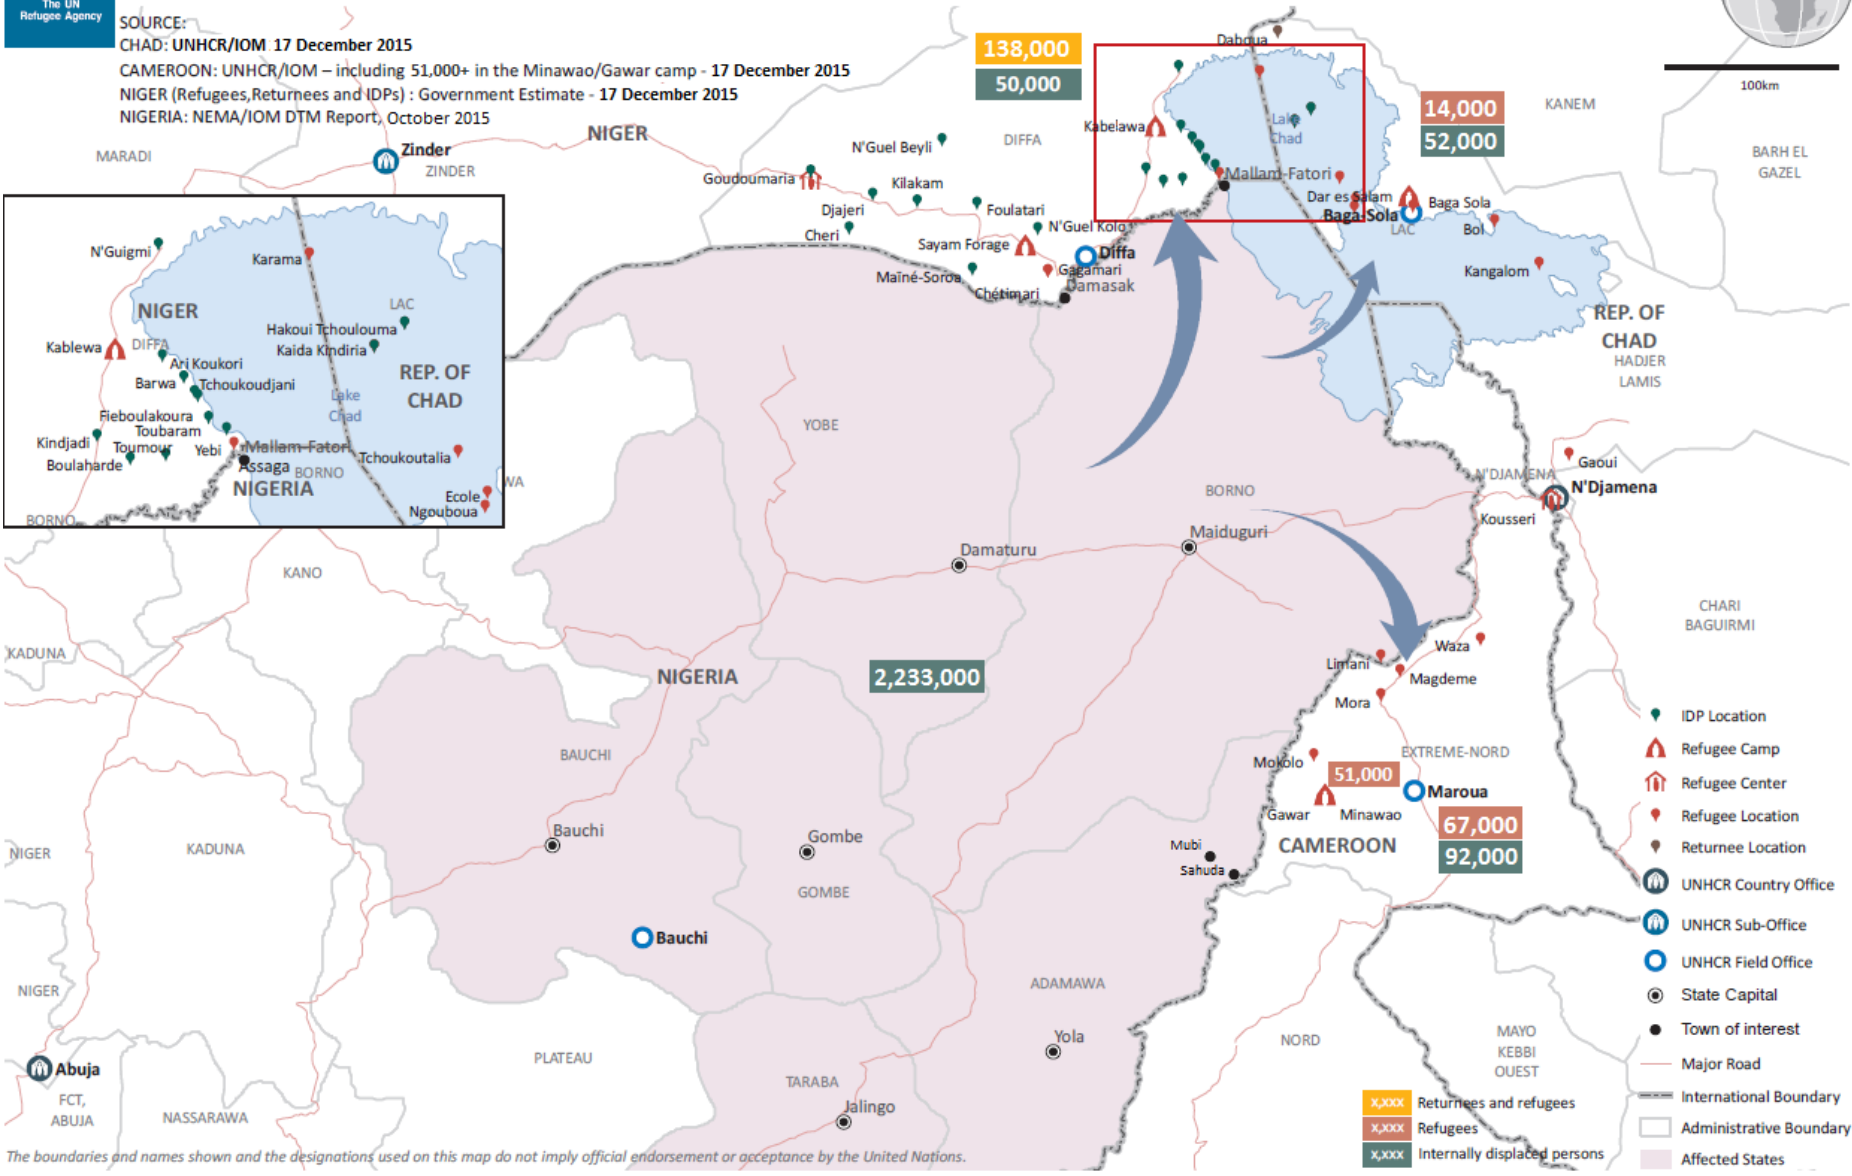 The UN
Refugee Agency
SOURCE:
CHAD: UNHCR/IOM 17 December 2015
CAMEROON: UNHCR/IOM – including 51,000+ in the Minawao/Gawar camp - 17 December 2015
NIGER (Refugees,Returnees and IDPs) : Government Estimate - 17 December 2015
NIGERIA: NEMA/IOM DTM Report, October 2015
138,000
50,000
Daboua
100km
KANEM
14,000
52,000
BARH EL
GAZEL
MARADI
Zinder
ZINDER
NIGER
N'Guel Beyli
DIFFA
Kabelawa
Lake
Chad
Goudoumaria
Kilakam
Mallam-Fatori
Djajeri
Foulatari
Dar es Salam
Baga Sola
Baga-Sola
Cheri
N'Guel Kolo
LAC
Bol
Sayam Forage
Diffa
Maïné-Soroa
Gagamari
Kangalom
Chétimari
Damasak
REP. OF
CHAD
HADJER
LAMIS
N'Guigmi
Karama
NIGER
LAC
Hakoui Tchoulouma
Kablewa
DIFFA
Kaida Kindiria
Ari Koukori
Barwa
Tchoukoudjani
REP. OF
CHAD
Lake
Chad
Fieboulakoura
Toubaram
Kindjadi
Toumour
Yebi
Mallam-Fatori
Boulaharde
Assaga
BORNO
Tchoukoutalia
NIGERIA
Ecole
Ngouboua
BORNO
WA
YOBE
BORNO
N'DJAMENA
Gaoui
N'Djamena
Kousseri
Maiduguri
Damaturu
KANO
CHARI
BAGUIRMI
KADUNA
NIGERIA
2,233,000
Waza
Limani
Magdeme
Mora
BAUCHI
Mokolo
EXTREME-NORD
51,000
Maroua
Gawar
Minawao
67,000
92,000
CAMEROON
Bauchi
Gombe
Mubi
Sahuda
NIGER
KADUNA
GOMBE
Bauchi
NIGER
ADAMAWA
Yola
NORD
MAYO
KEBBI
OUEST
Abuja
FCT,
ABUJA
NASSARAWA
PLATEAU
TARABA
Jalingo
IDP Location
Refugee Camp
Refugee Center
Refugee Location
Returnee Location
UNHCR Country Office
UNHCR Sub-Office
UNHCR Field Office
State Capital
Town of interest
Major Road
International Boundary
Administrative Boundary
Affected States
x,xxx Returnees and refugees
x,xxx Refugees
x,xxx Internally displaced persons
The boundaries and names shown and the designations used on this map do not imply official endorsement or acceptance by the United Nations.